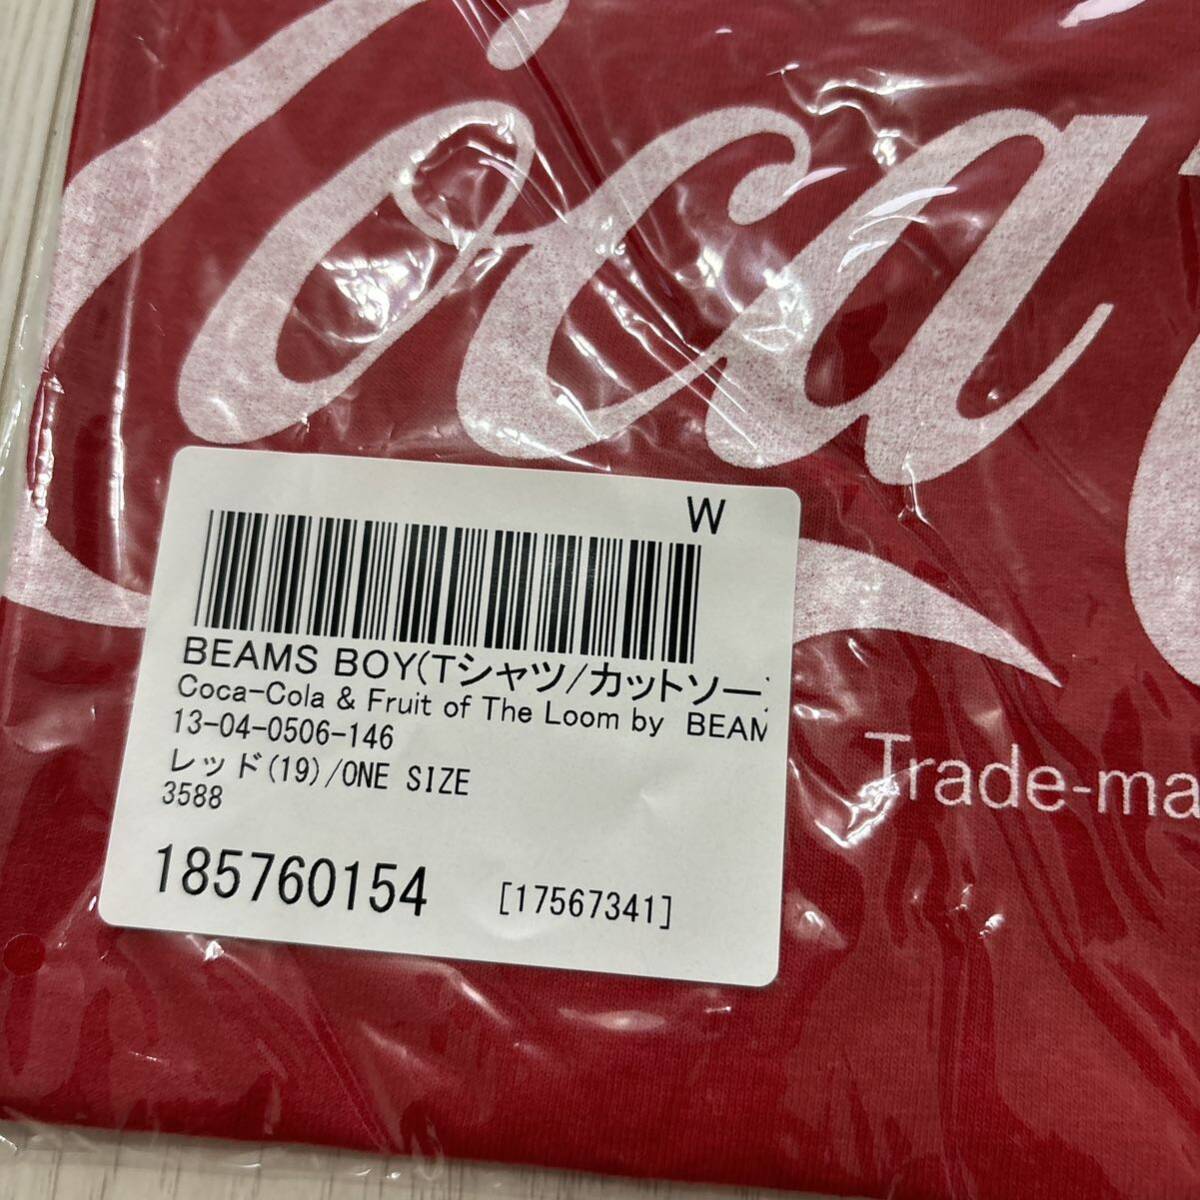 Coca
W
BEAMS BOY(Tシャツ/カットソー
Coca-Cola & Fruit of The Loom by BEAM
13-04-0506-146
レッド(19)/ONE SIZE
3588
185760154 [17567341]
Trade-ma